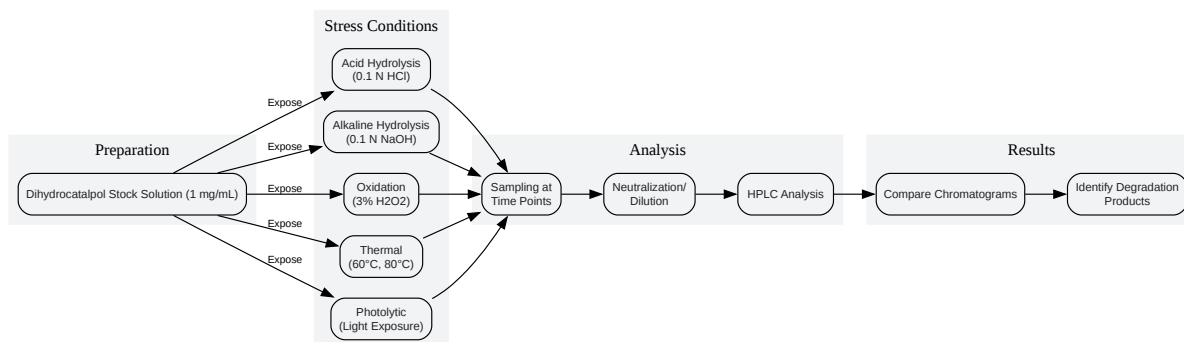 Stress Conditions
Acid Hydrolysis
(0.1 N HCl)
Expose
Alkaline Hydrolysis
(0.1 N NaOH)
Expose
Preparation
Analysis
Results
Dihydrocatalpol Stock Solution (1 mg/mL)
Expose
Oxidation
(3% H2O2)
Sampling at
Time Points
Neutralization/
Dilution
HPLC Analysis
Compare Chromatograms
Identify Degradation
Products
Expose
Thermal
(60°C, 80°C)
Expose
Photolytic
(Light Exposure)